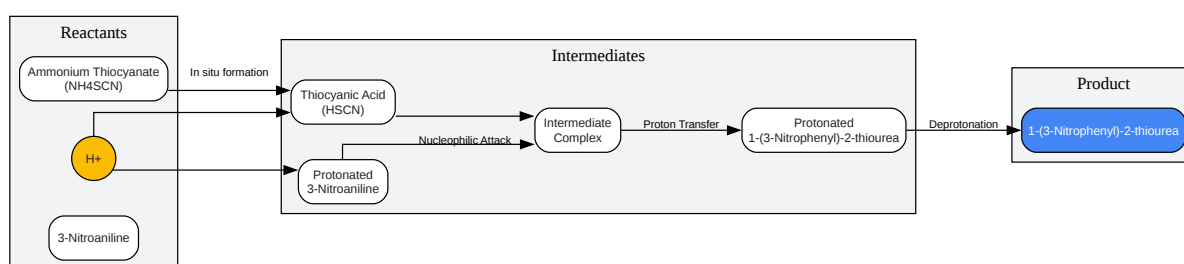 Reactants
Ammonium Thiocyanate
(NH4SCN)
H+
3-Nitroaniline
In situ formation
Intermediates
Thiocyanic Acid
(HSCN)
Nucleophilic Attack
Protonated
3-Nitroaniline
Intermediate
Complex
Proton Transfer
Protonated
1-(3-Nitrophenyl)-2-thiourea
Deprotonation
Product
1-(3-Nitrophenyl)-2-thiourea